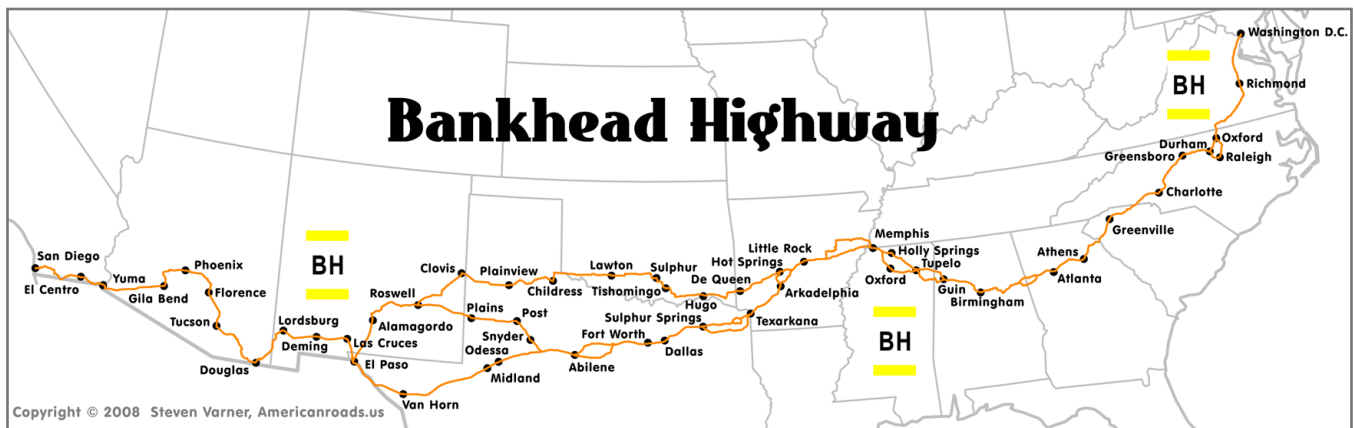 Bankhead Highway
BH
BH
BH
San Diego
El Centro
Yuma
Gila Bend
Phoenix
Florence
Tucson
Douglas
Lordsburg
Deming
Las Cruces
El Paso
Alamagordo
Roswell
Clovis
Plainview
Plains
Post
Snyder
Odessa
Midland
Van Horn
Childress
Lawton
Tishomingo
Sulphur
Hugo
De Queen
Hot Springs
Little Rock
Arkadelphia
Texarkana
Sulphur Springs
Fort Worth
Dallas
Abilene
Memphis
Holly Springs
Oxford
Tupelo
Guin
Birmingham
Atlanta
Athens
Greenville
Charlotte
Greensboro
Durham
Raleigh
Oxford
Richmond
Washington D.C.
Copyright © 2008 Steven Varner, Americanroads.us